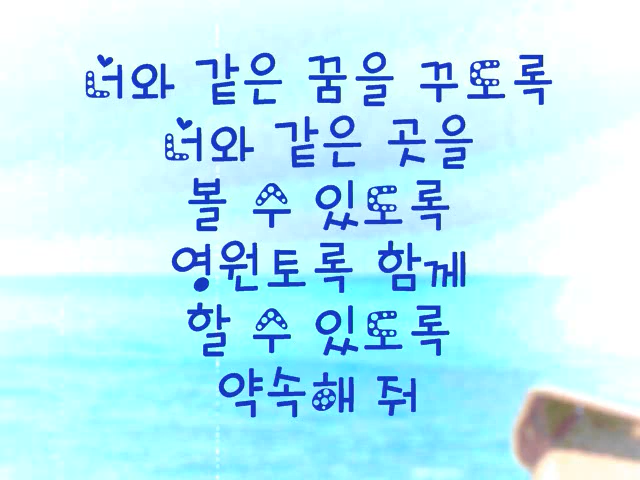 너와 같은 꿈을 꾸도록
너와 같은 곳을
볼 수 있도록
영원토록 함께
할 수 있도록
약속해 줘